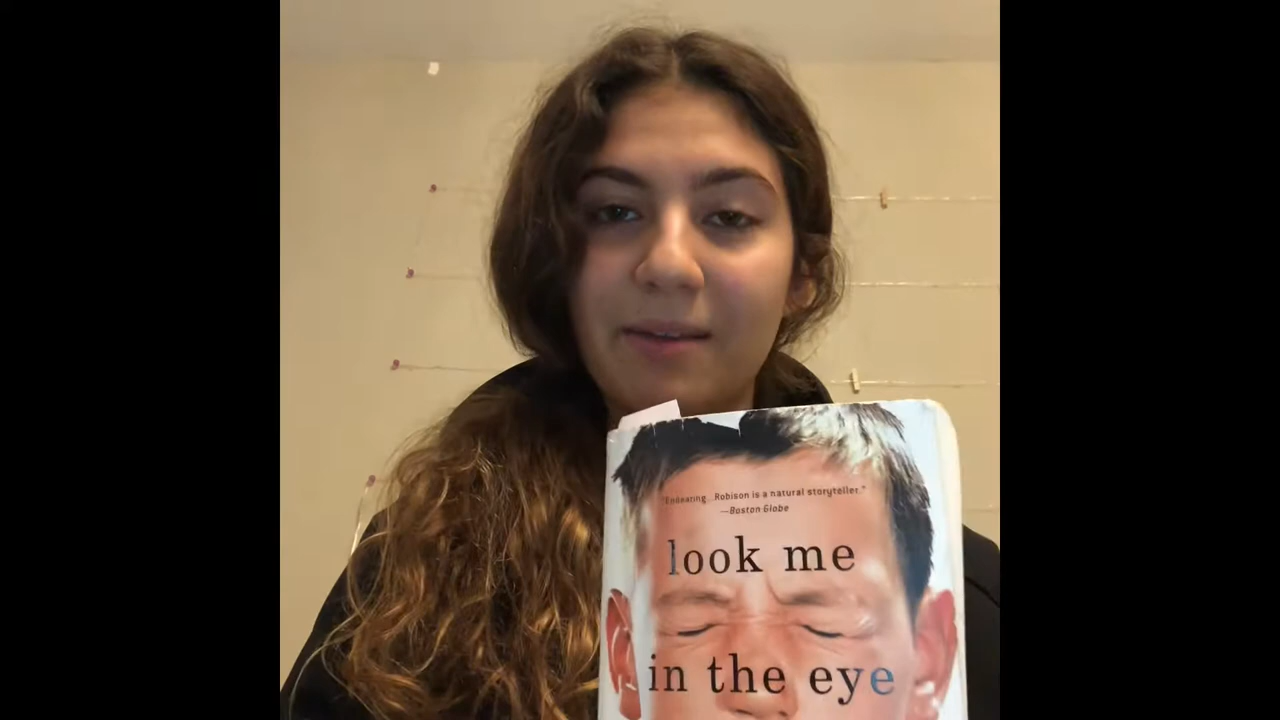 "Endearing...Robison is a natural storyteller."
—Boston Globe
look me
in the eye